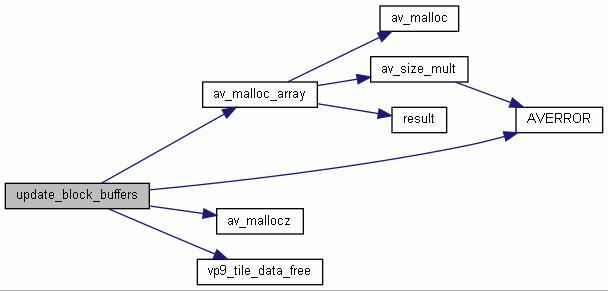 av_malloc
av_size_mult
av_malloc_array
result
AVERROR
update_block_buffers
av_mallocz
vp9_tile_data_free